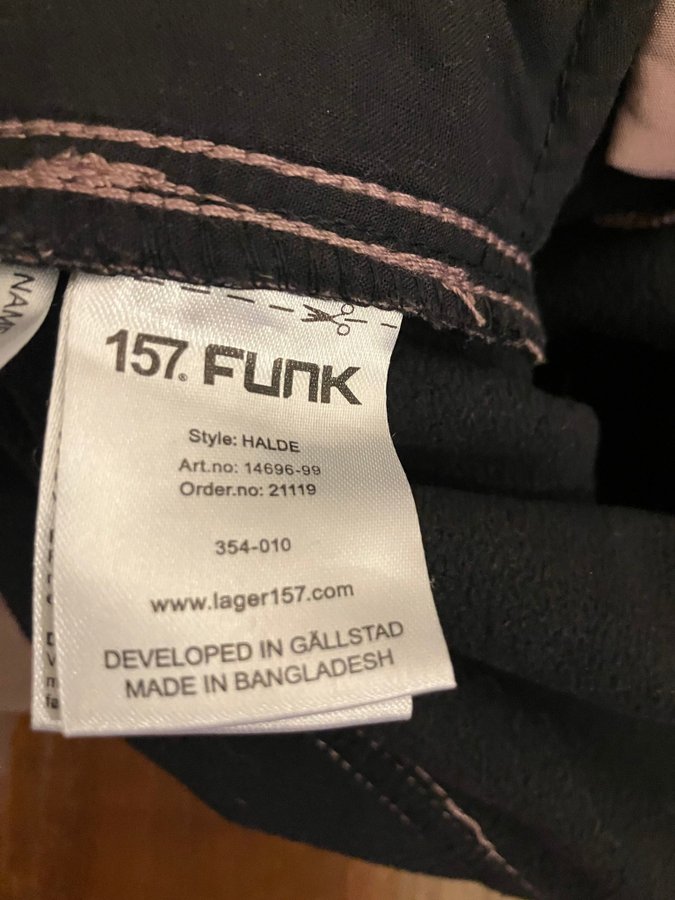 NAM
157. FUNK
Style: HALDE
Art.no: 14696-99
Order.no: 21119
354-010
www.lager157.com
DEVELOPED IN GÄLLSTAD
MADE IN BANGLADESH